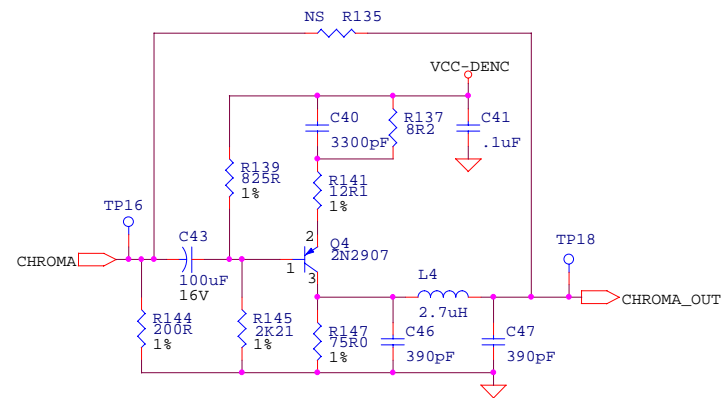 NS R135
VCC-DENC
C40
3300pF
R137
8R2
C41
.1uF
R139
825R
1%
R141
12R1
1%
TP16
C43
100uF
16V
2
Q4
2N2907
1
3
TP18
CHROMA
L4
2.7uH
CHROMA_OUT
R144
200R
1%
R145
2K21
1%
R147
75R0
1%
C46
390pF
C47
390pF